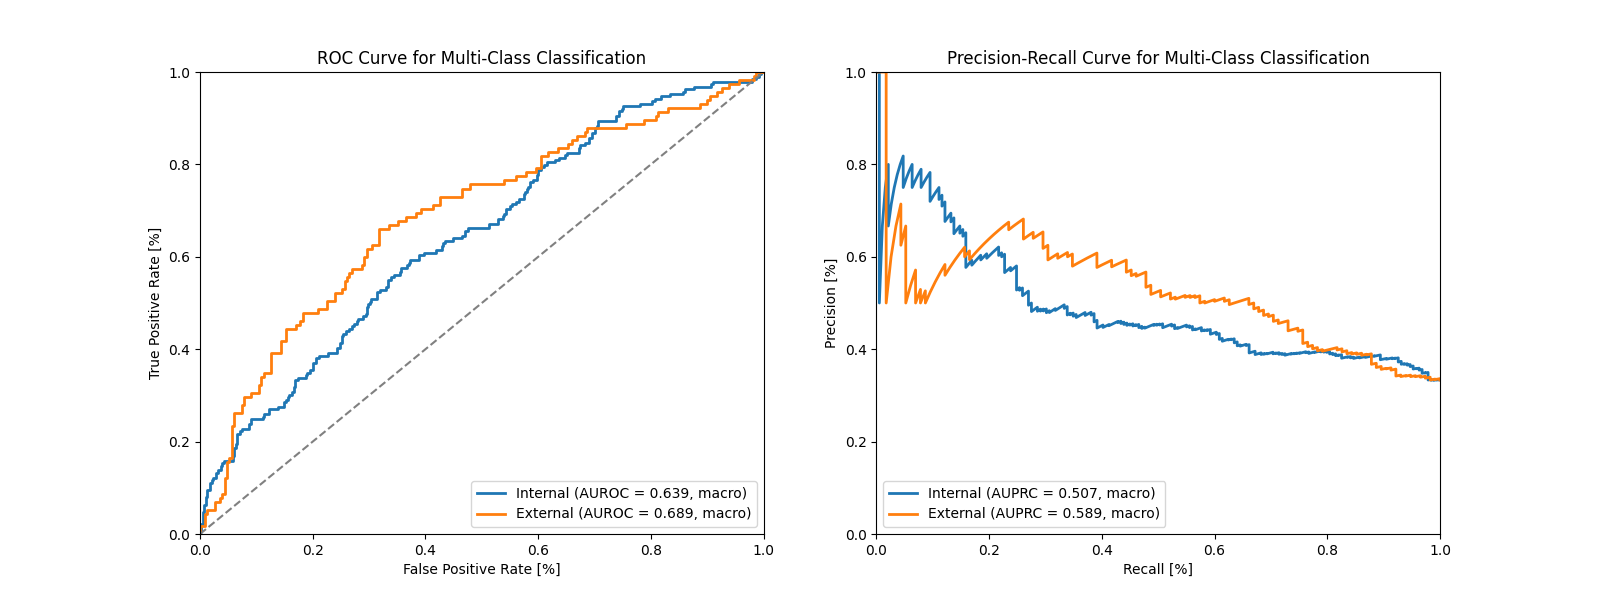 ROC Curve for Multi-Class Classification
1.0
0.8
0.6
0.4
0.2
0.0
True Positive Rate [%]
Internal (AUROC = 0.639, macro)
External (AUROC = 0.689, macro)
0.0 0.2 0.4 0.6 0.8 1.0
False Positive Rate [%]
Precision-Recall Curve for Multi-Class Classification
1.0
0.8
0.6
0.4
0.2
0.0
Precision [%]
Internal (AUPRC = 0.507, macro)
External (AUPRC = 0.589, macro)
0.0 0.2 0.4 0.6 0.8 1.0
Recall [%]